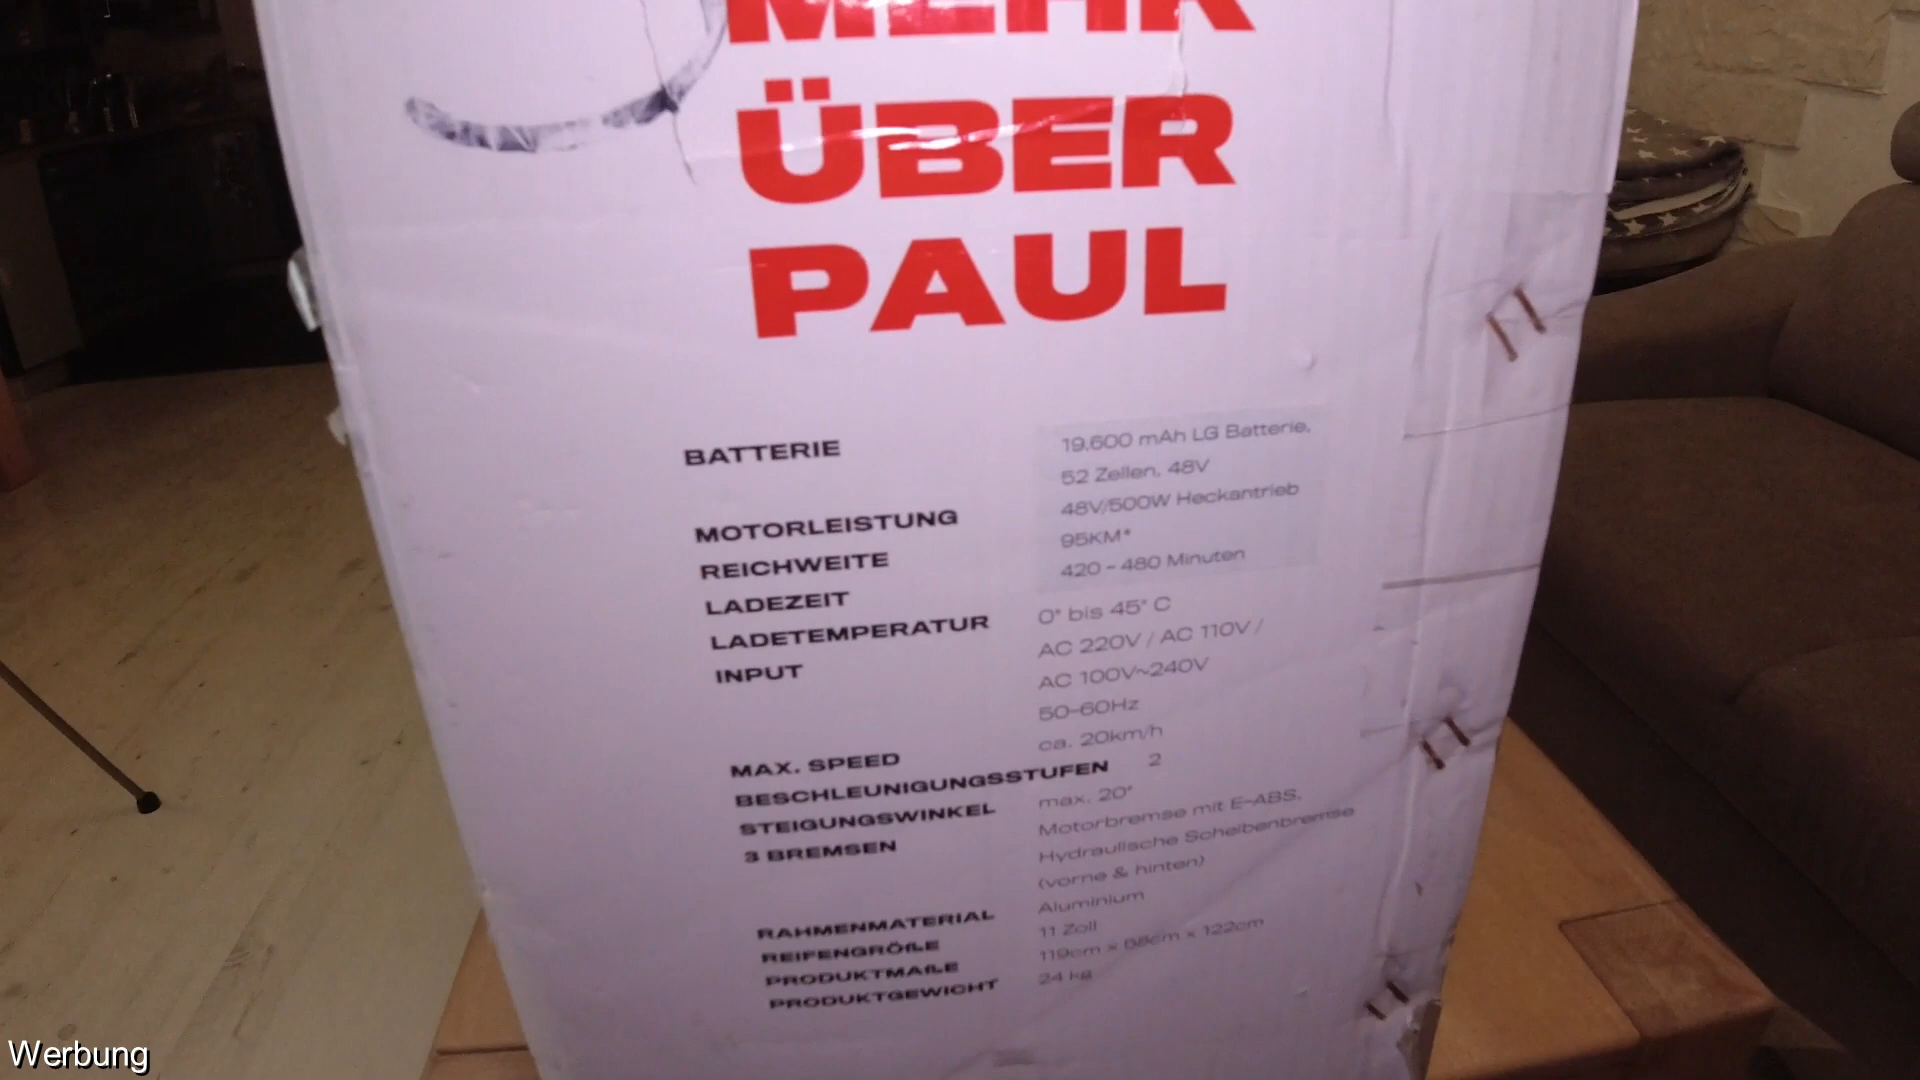 MEHR
ÜBER
PAUL
BATTERIE 19.600 mAh LG Batterie,
52 Zellen, 48V
MOTORLEISTUNG 48V/500W Heckantrieb
REICHWEITE 95KM*
LADEZEIT 420 - 480 Minuten
LADETEMPERATUR 0° bis 45° C
INPUT AC 220V / AC 110V /
AC 100V~240V
50-60Hz
MAX. SPEED ca. 20km/h
BESCHLEUNIGUNGSSTUFEN 2
STEIGUNGSWINKEL max. 20°
3 BREMSEN Motorbremse mit E-ABS,
Hydraulische Scheibenbremse
(vorne & hinten)
RAHMENMATERIAL Aluminium
REIFENGRÖßE 11 Zoll
PRODUKTMAßE 119cm x 68cm x 122cm
PRODUKTGEWICHT 24 kg
Werbung